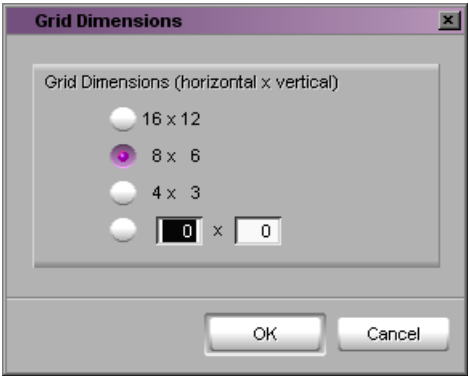 Grid Dimensions
Grid Dimensions (horizontal x vertical)
16 x 12
8 x 6
4 x 3
0 x 0
OK Cancel